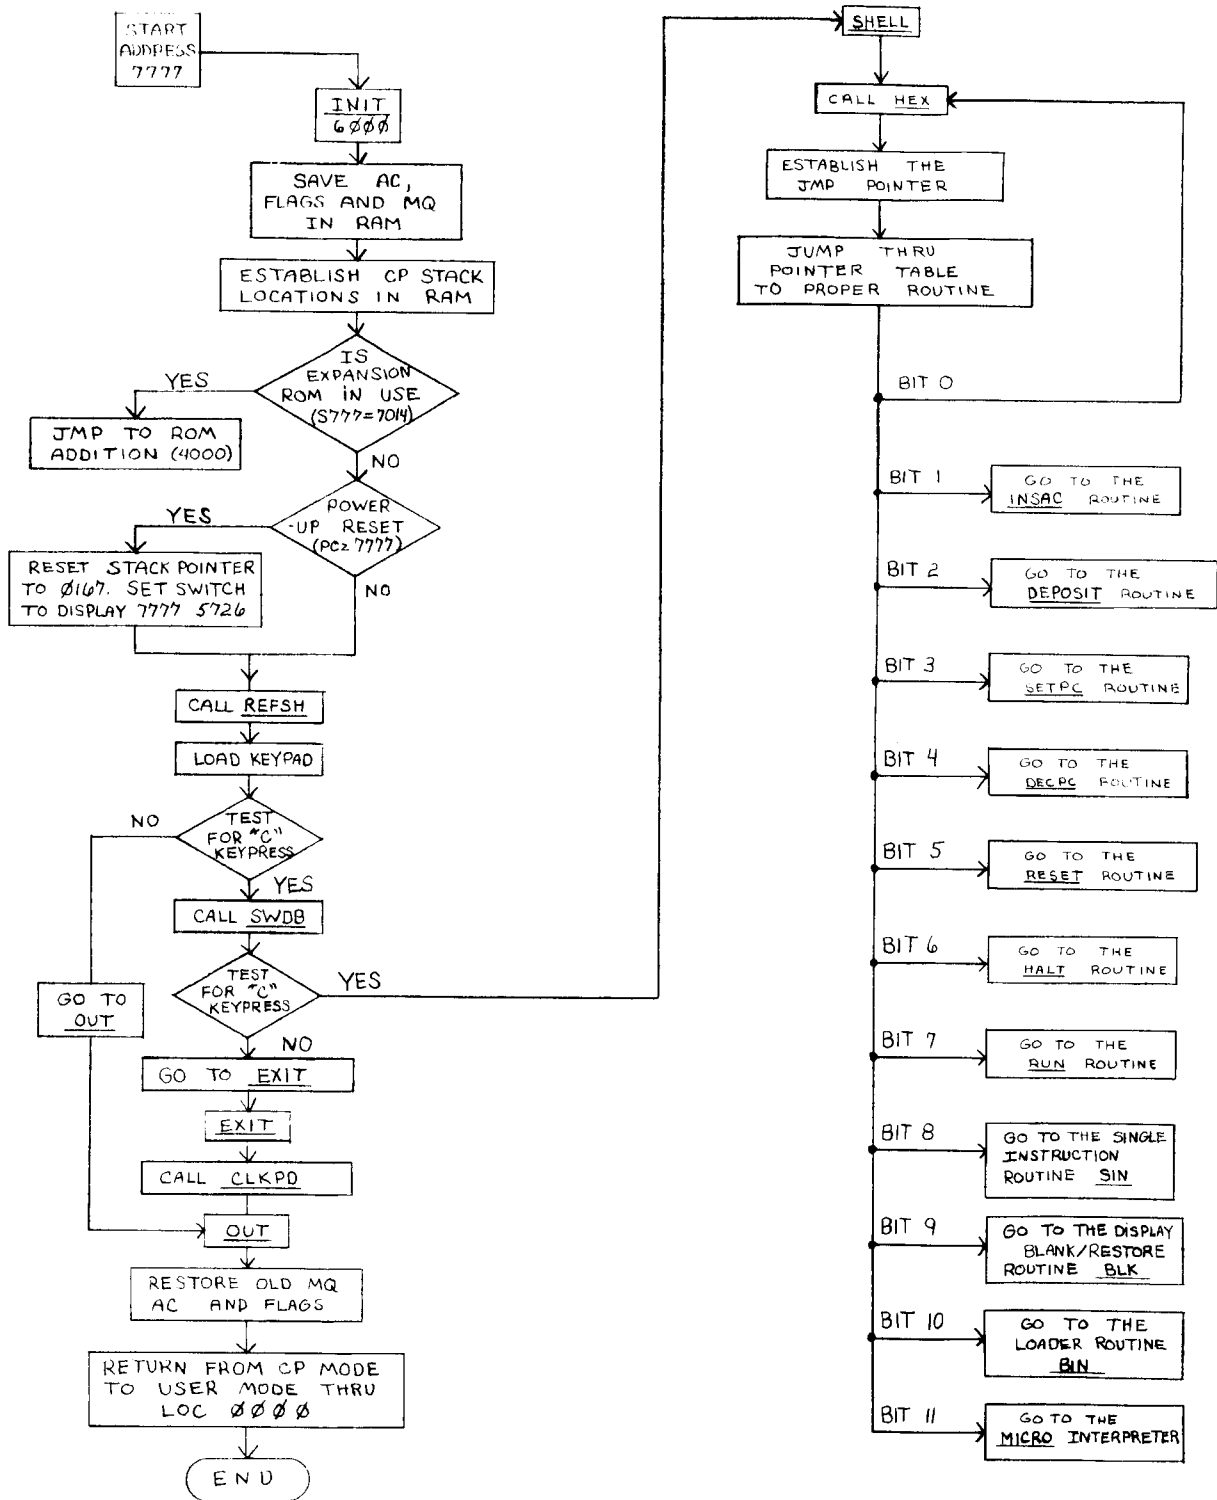 START
ADDRESS
7777
INIT
6ØØØ
SAVE AC,
FLAGS AND MQ
IN RAM
ESTABLISH CP STACK
LOCATIONS IN RAM
IS
EXPANSION
ROM IN USE
(5777=7014)
YES
JMP TO ROM
ADDITION (4000)
NO
POWER
-UP RESET
(PC=7777)
YES
RESET STACK POINTER
TO Ø167. SET SWITCH
TO DISPLAY 7777 5726
NO
CALL REFSH
LOAD KEYPAD
TEST
FOR "C"
KEYPRESS
NO
YES
CALL SWDB
TEST
FOR "C"
KEYPRESS
YES
GO TO
OUT
NO
GO TO EXIT
EXIT
CALL CLKPD
OUT
RESTORE OLD MQ
AC AND FLAGS
RETURN FROM CP MODE
TO USER MODE THRU
LOC ØØØØ
END
SHELL
CALL HEX
ESTABLISH THE
JMP POINTER
JUMP THRU
POINTER TABLE
TO PROPER ROUTINE
BIT 0
BIT 1
GO TO THE
INSAC ROUTINE
BIT 2
GO TO THE
DEPOSIT ROUTINE
BIT 3
GO TO THE
SETPC ROUTINE
BIT 4
GO TO THE
DECPC ROUTINE
BIT 5
GO TO THE
RESET ROUTINE
BIT 6
GO TO THE
HALT ROUTINE
BIT 7
GO TO THE
RUN ROUTINE
BIT 8
GO TO THE SINGLE
INSTRUCTION
ROUTINE SIN
BIT 9
GO TO THE DISPLAY
BLANK/RESTORE
ROUTINE BLK
BIT 10
GO TO THE
LOADER ROUTINE
BIN
BIT 11
GO TO THE
MICRO INTERPRETER